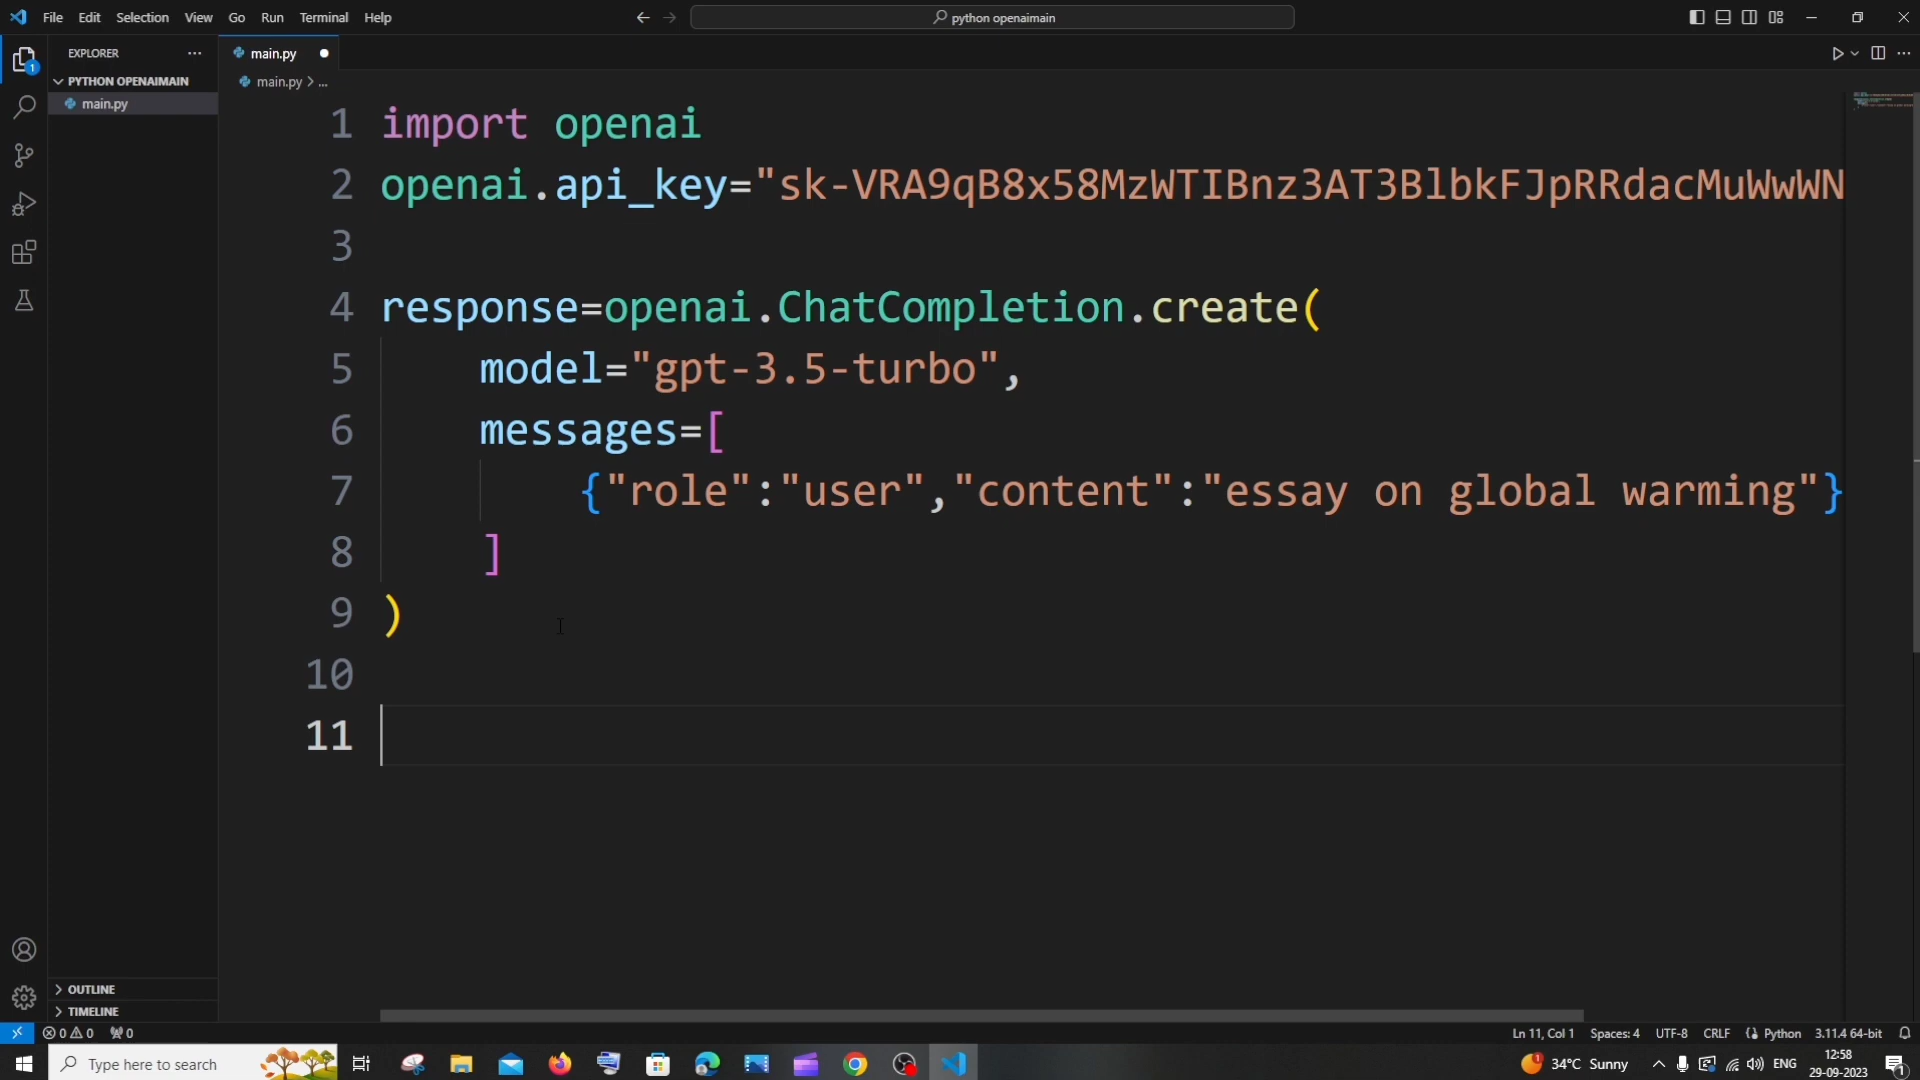 File Edit Selection View Go Run Terminal Help
python openaimain
EXPLORER
PYTHON OPENAIMAIN
main.py
main.py
main.py > ...
1 import openai
2 openai.api_key="sk-VRA9qB8x58MzWTIBnz3AT3BlbkFJpRRdacMuWwWN
3
4 response=openai.ChatCompletion.create(
5 model="gpt-3.5-turbo",
6 messages=[
7 {"role":"user","content":"essay on global warming"}
8 ]
9 )
10
11
OUTLINE
TIMELINE
0 0 0
Ln 11, Col 1 Spaces: 4 UTF-8 CRLF Python 3.11.4 64-bit
Type here to search
34°C Sunny
ENG
12:58
29-09-2023